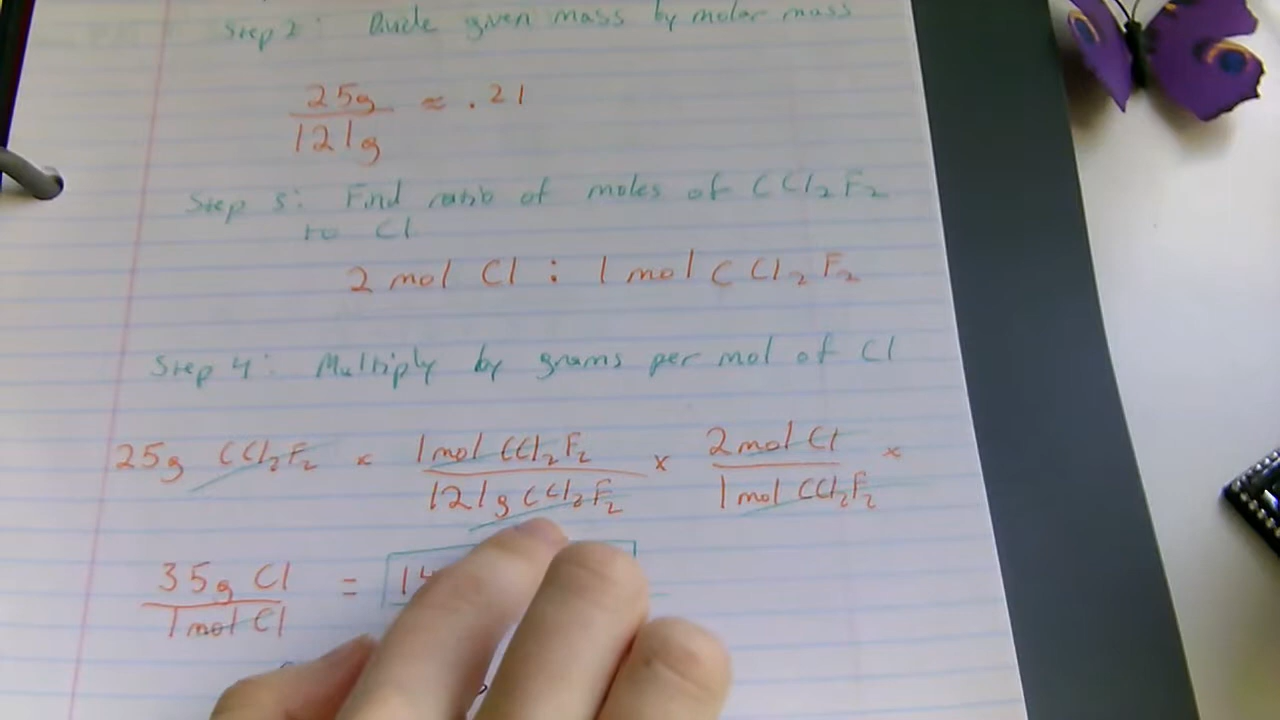 Step 2: Divide given mass by molar mass
25g
121g
≈ .21
Step 3: Find ratio of moles of CCl₂F₂
to Cl
2 mol Cl : 1 mol CCl₂F₂
Step 4: Multiply by grams per mol of Cl
25g CCl₂F₂ × 1mol CCl₂F₂ / 121g CCl₂F₂ × 2 mol Cl / 1 mol CCl₂F₂ ×
35g Cl / 1 mol Cl = 14